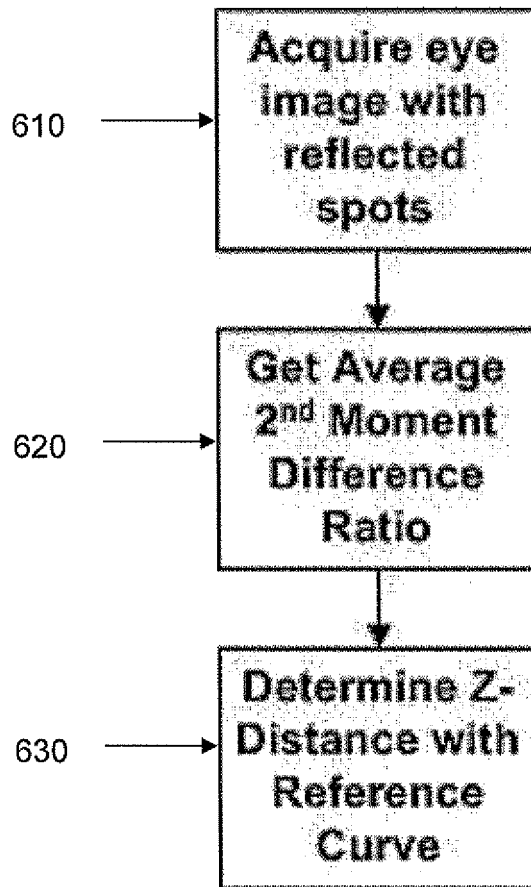 610
Acquire eye
image with
reflected
spots
620
Get Average
2nd Moment
Difference
Ratio
630
Determine Z-
Distance with
Reference
Curve